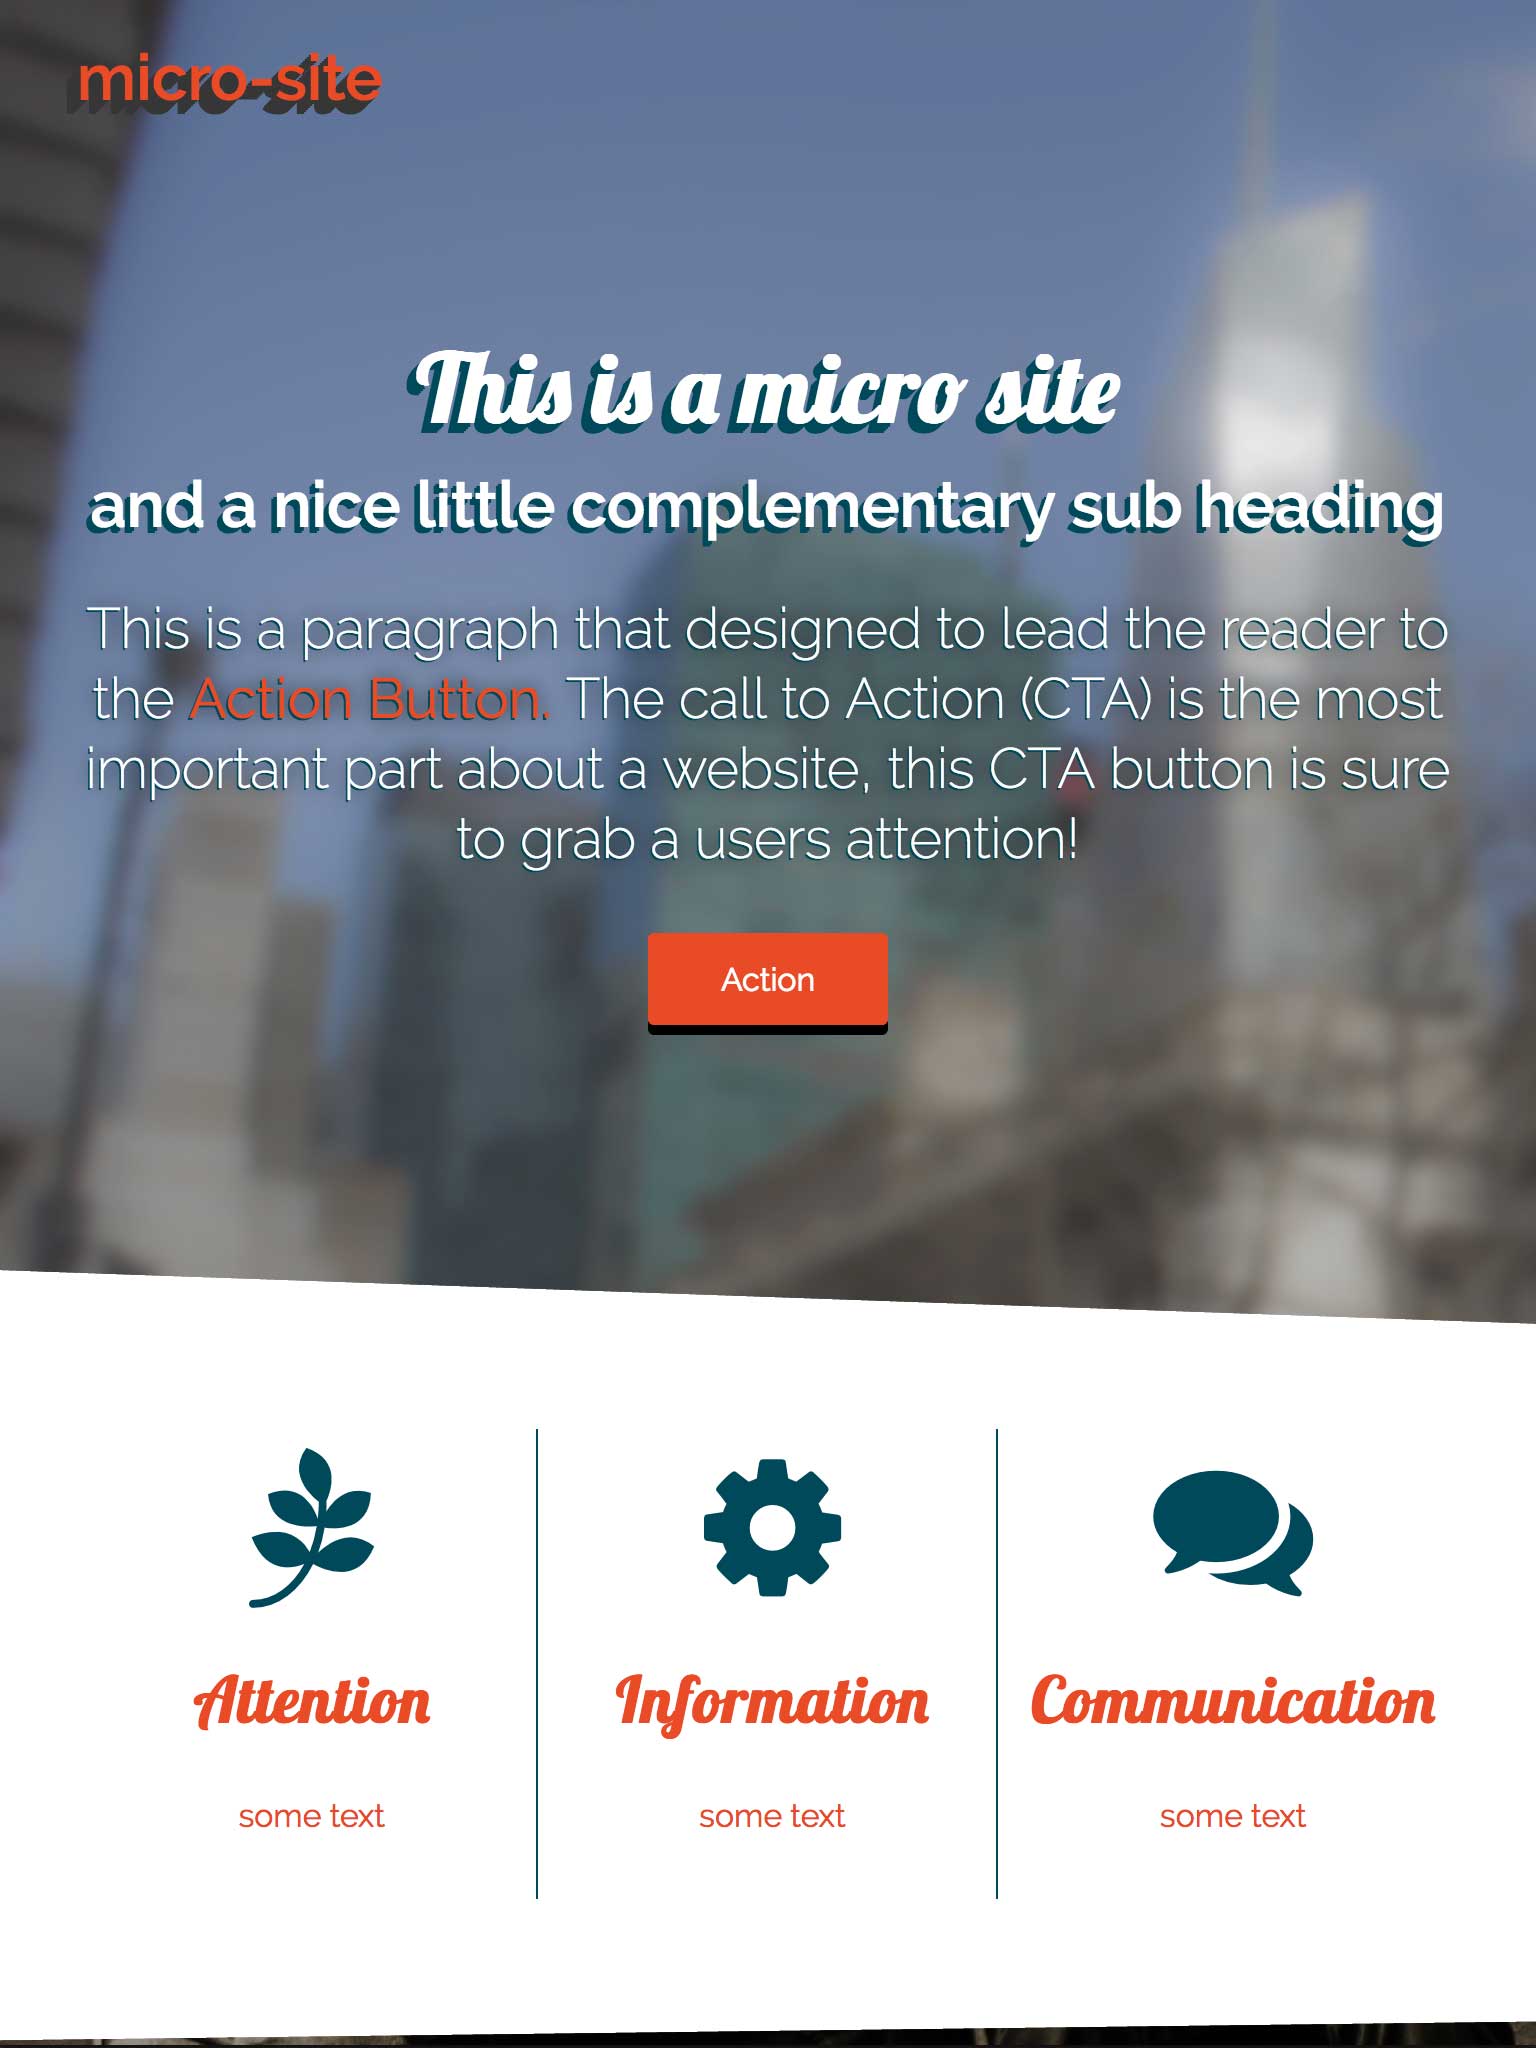 micro-site
This is a micro site
and a nice little complementary sub heading
This is a paragraph that designed to lead the reader to
the Action Button. The call to Action (CTA) is the most
important part about a website, this CTA button is sure
to grab a users attention!
Action
Attention
Information
Communication
some text
some text
some text